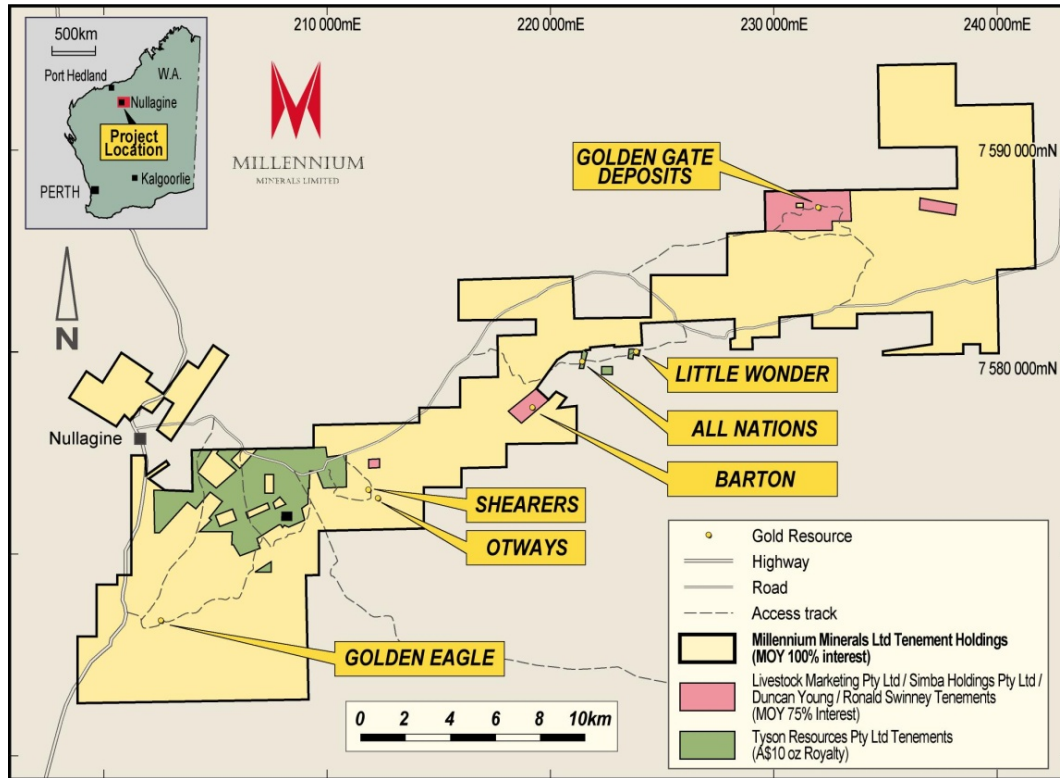 210 000mE
220 000mE
230 000mE
240 000mE
500km
Port Hedland
W.A.
Nullagine
Project
Location
PERTH
Kalgoorlie
MILLENNIUM
MINERALS LIMITED
GOLDEN GATE
DEPOSITS
7 590 000mN
N
7 580 000mN
LITTLE WONDER
Nullagine
ALL NATIONS
BARTON
SHEARERS
OTWAYS
GOLDEN EAGLE
0 2 4 6 8 10km
Gold Resource
Highway
Road
Access track
Millennium Minerals Ltd Tenement Holdings
(MOY 100% interest)
Livestock Marketing Pty Ltd / Simba Holdings Pty Ltd /
Duncan Young / Ronald Swinney Tenements
(MOY 75% Interest)
Tyson Resources Pty Ltd Tenements
(A$10 oz Royalty)